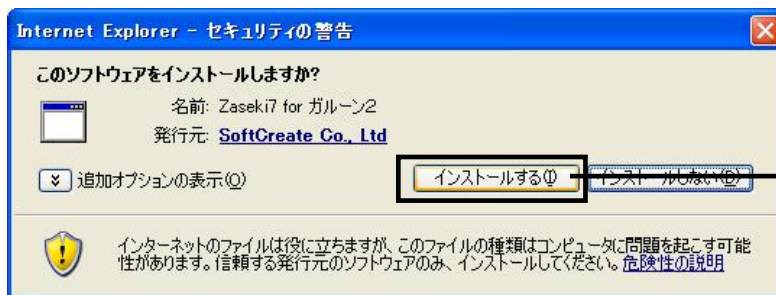 Internet Explorer - セキュリティの警告
このソフトウェアをインストールしますか?
名前: Zaseki7 for ガルーン2
発行元: SoftCreate Co., Ltd
追加オプションの表示(O)
インストールする(I) インストールしない(D)
インターネットのファイルは役に立ちますが、このファイルの種類はコンピュータに問題を起こす可能
性があります。信頼する発行元のソフトウェアのみ、インストールしてください。危険性の説明